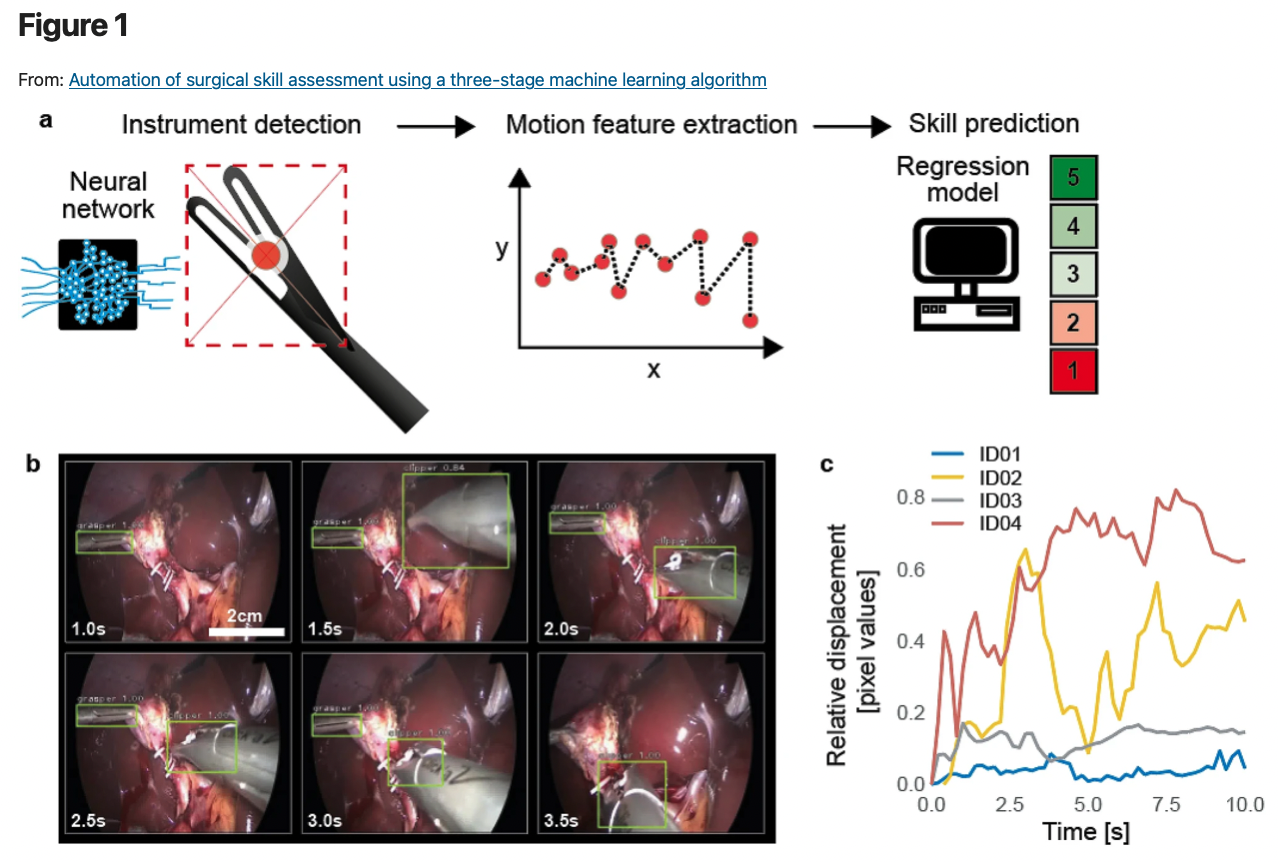 Figure 1
From: Automation of surgical skill assessment using a three-stage machine learning algorithm
a
Instrument detection
Motion feature extraction
Skill prediction
Neural
network
y
x
Regression
model
5
4
3
2
1
b
grasper 1.00
1.0s
2cm
clipper 0.84
grasper 1.00
1.5s
grasper 1.00
clipper 1.00
2.0s
grasper 1.00
clipper 1.00
2.5s
grasper 1.00
clipper
3.0s
1.00
3.5s
c
ID01
ID02
ID03
ID04
Relative displacement
[pixel values]
0.8
0.6
0.4
0.2
0.0
0.0 2.5 5.0 7.5 10.0
Time [s]